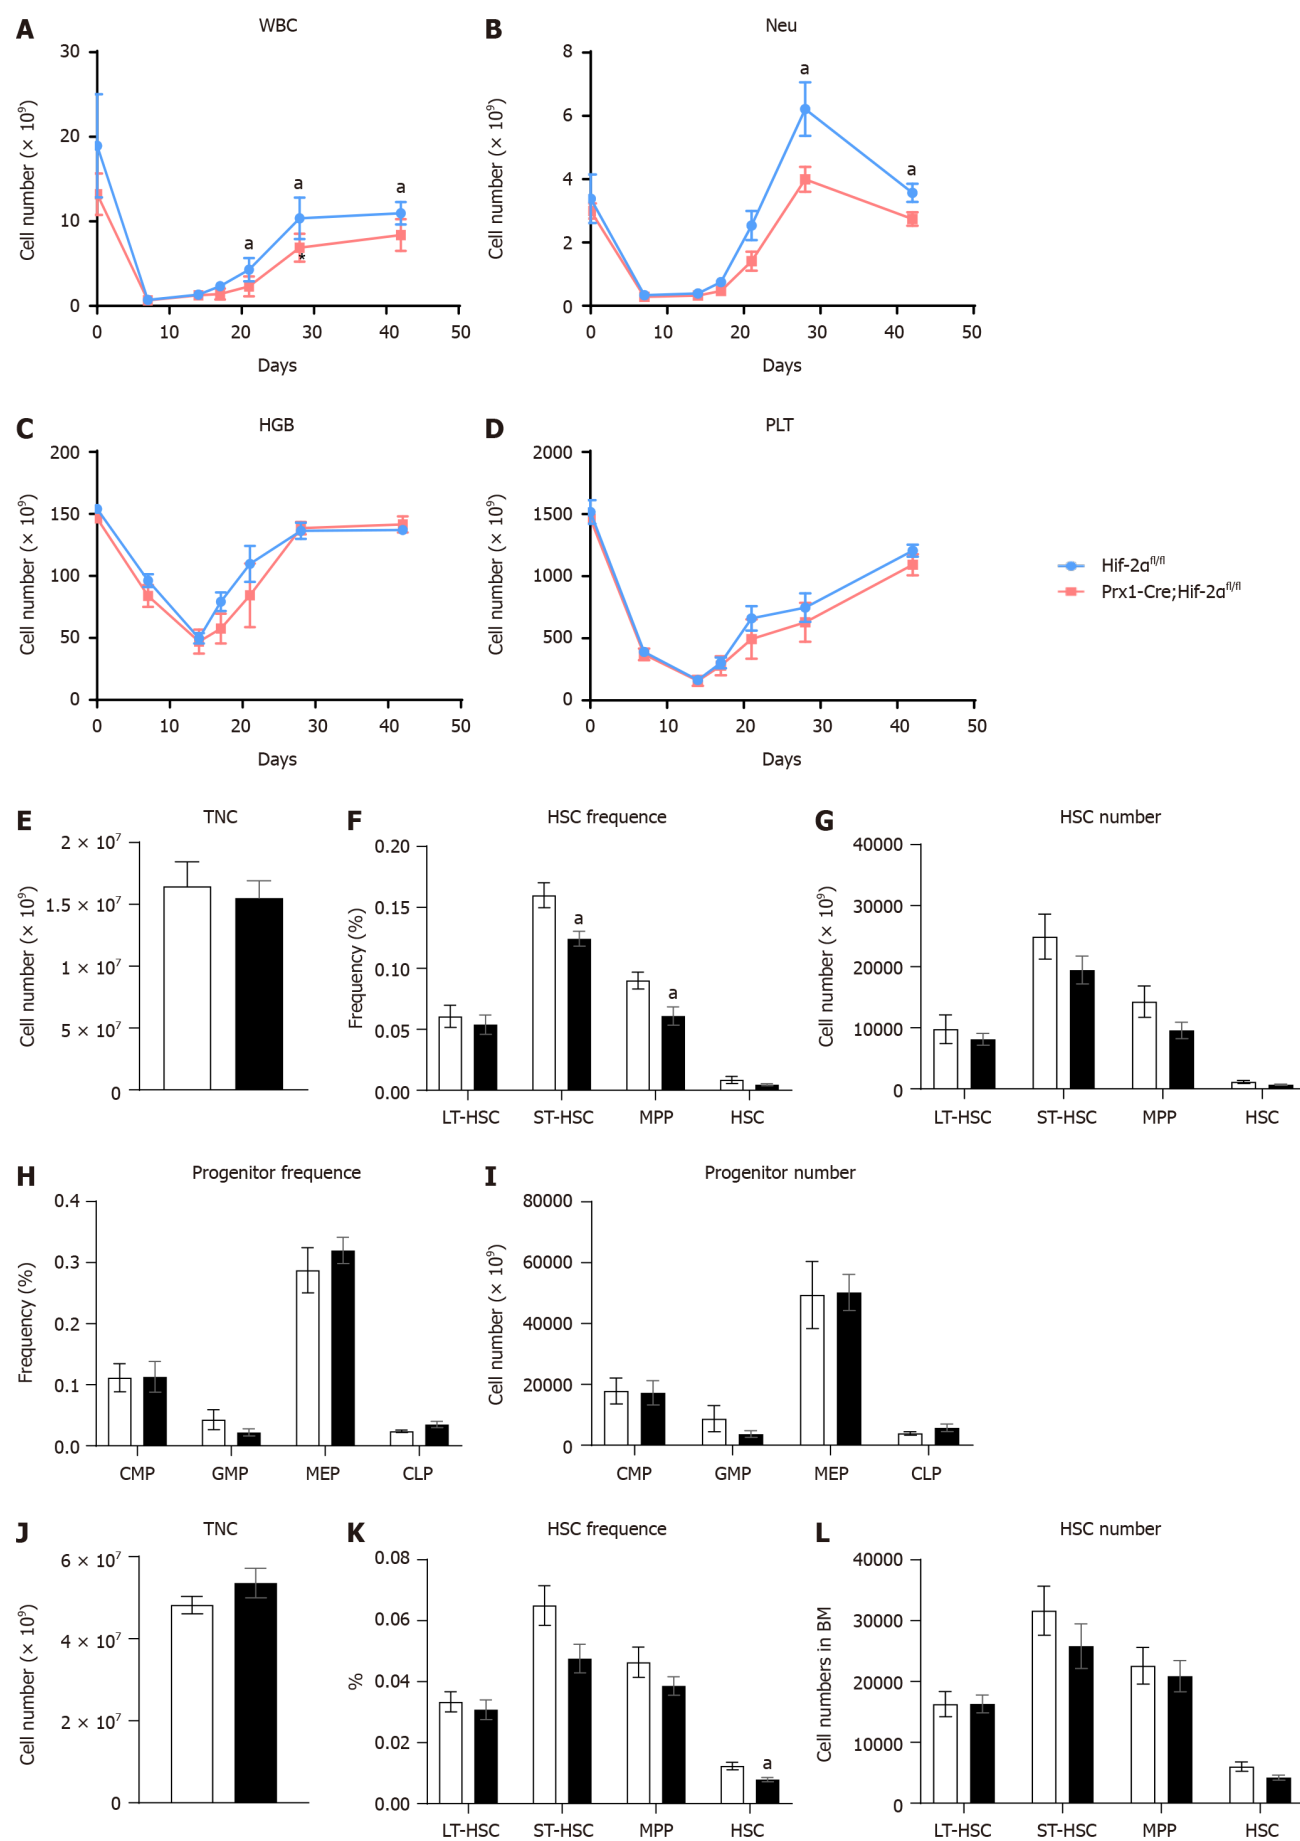 A WBC
Cell number (× 10⁹)
30
20
10
0
a
a
a
*
0 10 20 30 40 50
Days
B Neu
Cell number (× 10⁹)
8
6
4
2
0
a
a
0 10 20 30 40 50
Days
C HGB
Cell number (× 10⁹)
200
150
100
50
0
0 10 20 30 40 50
Days
D PLT
Cell number (× 10⁹)
2000
1500
1000
500
0
0 10 20 30 40 50
Days
Hif-2α^fl/fl
Prx1-Cre;Hif-2α^fl/fl
E TNC
Cell number (× 10⁹)
2 × 10⁷
1.5 × 10⁷
1 × 10⁷
5 × 10⁷
0
F HSC frequence
Frequency (%)
0.20
0.15
0.10
0.05
0.00
a
a
LT-HSC ST-HSC MPP HSC
G HSC number
Cell number (× 10⁹)
40000
30000
20000
10000
0
LT-HSC ST-HSC MPP HSC
H Progenitor frequence
Frequency (%)
0.4
0.3
0.2
0.1
0.0
CMP GMP MEP CLP
I Progenitor number
Cell number (× 10⁹)
80000
60000
40000
20000
0
CMP GMP MEP CLP
J TNC
Cell number (× 10⁹)
6 × 10⁷
4 × 10⁷
2 × 10⁷
0
K HSC frequence
%
0.08
0.06
0.04
0.02
0.00
a
LT-HSC ST-HSC MPP HSC
L HSC number
Cell numbers in BM
40000
30000
20000
10000
0
LT-HSC ST-HSC MPP HSC